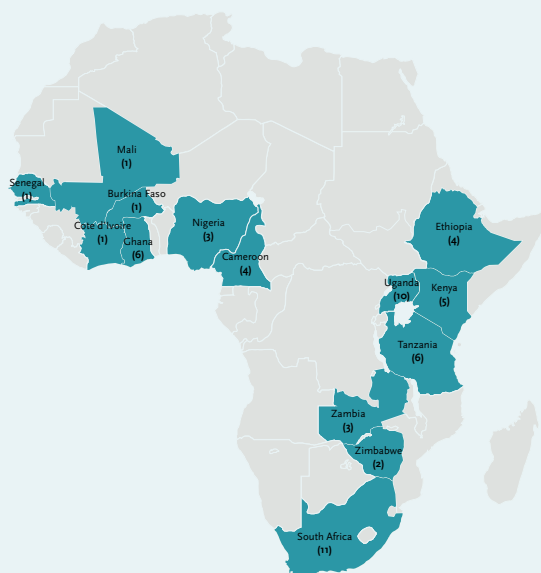 Mali
(1)
Senegal
(1)
Burkina Faso
(1)
Cote d'Ivoire
(1)
Ghana
(6)
Nigeria
(3)
Cameroon
(4)
Ethiopia
(4)
Uganda
(10)
Kenya
(5)
Tanzania
(6)
Zambia
(3)
Zimbabwe
(2)
South Africa
(11)